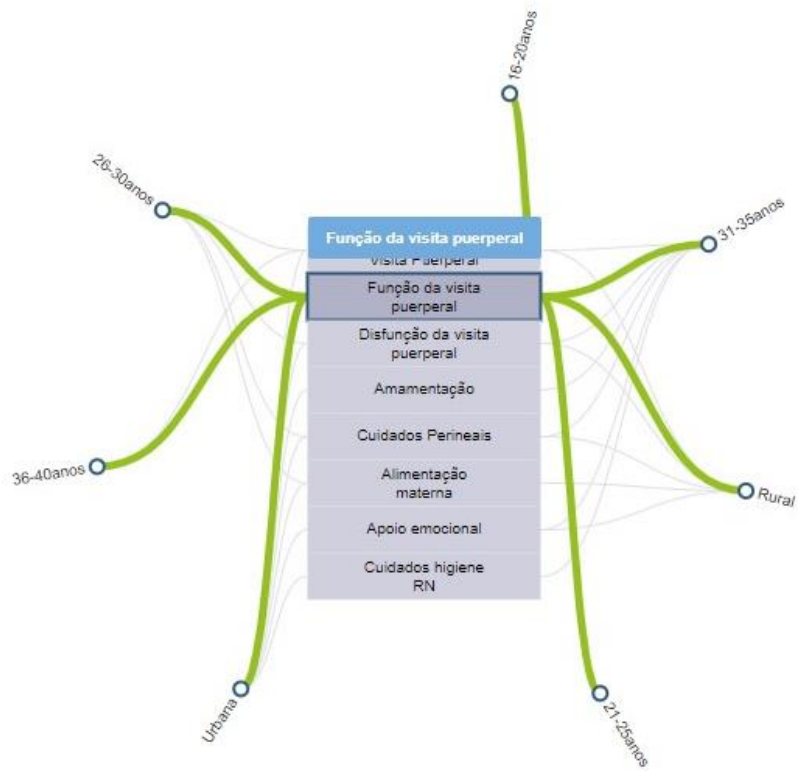 16-20anos
26-30anos
31-35anos
Função da visita puerperal
Visita Puerperal
Função da visita
puerperal
Disfunção da visita
puerperal
Amamentação
Cuidados Perineais
36-40anos
Alimentação
materna
Rural
Apoio emocional
Cuidados higiene
RN
Urbana
21-25anos